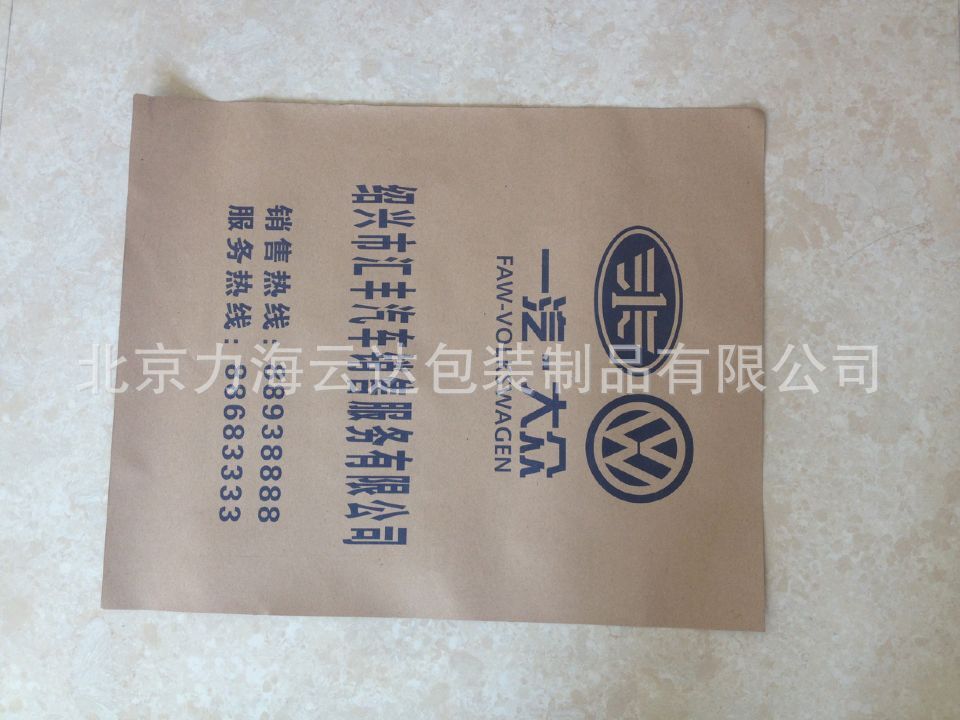 一汽-大众
FAW-VOLKSWAGEN
绍兴市汇丰汽车销售服务有限公司
销售热线：88938888
服务热线：88683333
北京力海云达包装制品有限公司